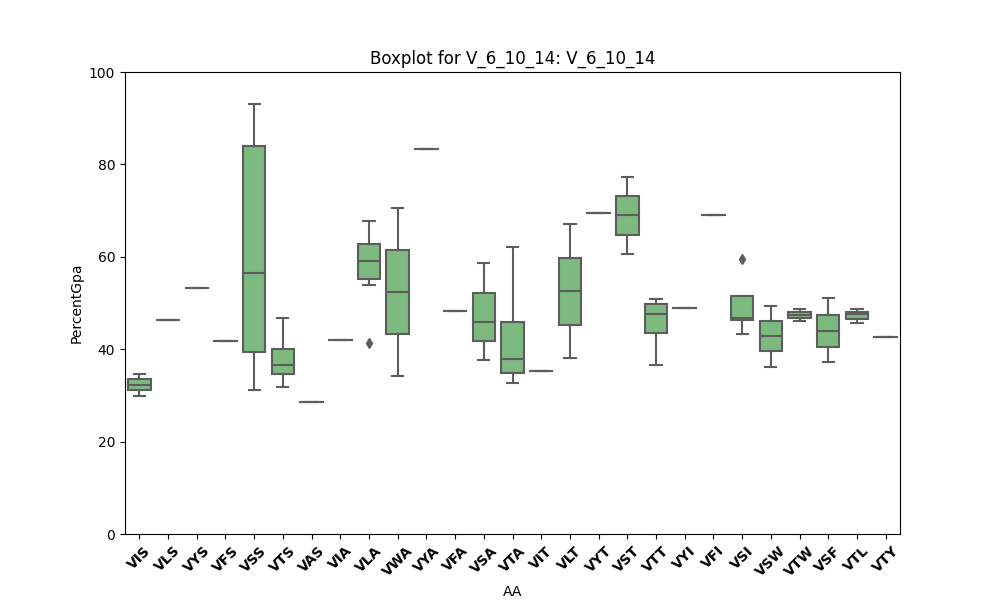 Boxplot for V_6_10_14: V_6_10_14
100
80
60
40
20
0
PercentGpa
VIS VLS VYS VFS VSS VTS VAS VIA VLA VWA VYA VFA VSA VTA VIT VLT VYT VST VTT VYI VFI VSI VSW VTW VSF VTL VTY
AA